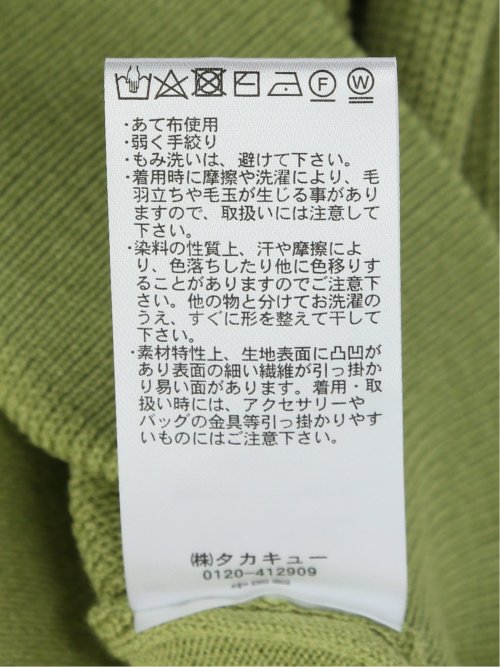 ・あて布使用
・弱く手絞り
・もみ洗いは、避けて下さい。
・着用時に摩擦や洗濯により、毛
羽立ちや毛玉が生じる事があり
ますので、取扱いには注意して
下さい。
・染料の性質上、汗や摩擦によ
り、色落ちしたり他に色移りす
ることがありますのでご注意下
さい。他の物と分けてお洗濯の
うえ、すぐに形を整えて干して
下さい。
・素材特性上、生地表面に凸凹が
あり表面の細い繊維が引っ掛か
り易い面があります。着用・取
扱い時には、アクセサリーや
バッグの金具等引っ掛かりやす
いものにはご注意下さい。
㈱タカキュー
0120-412909